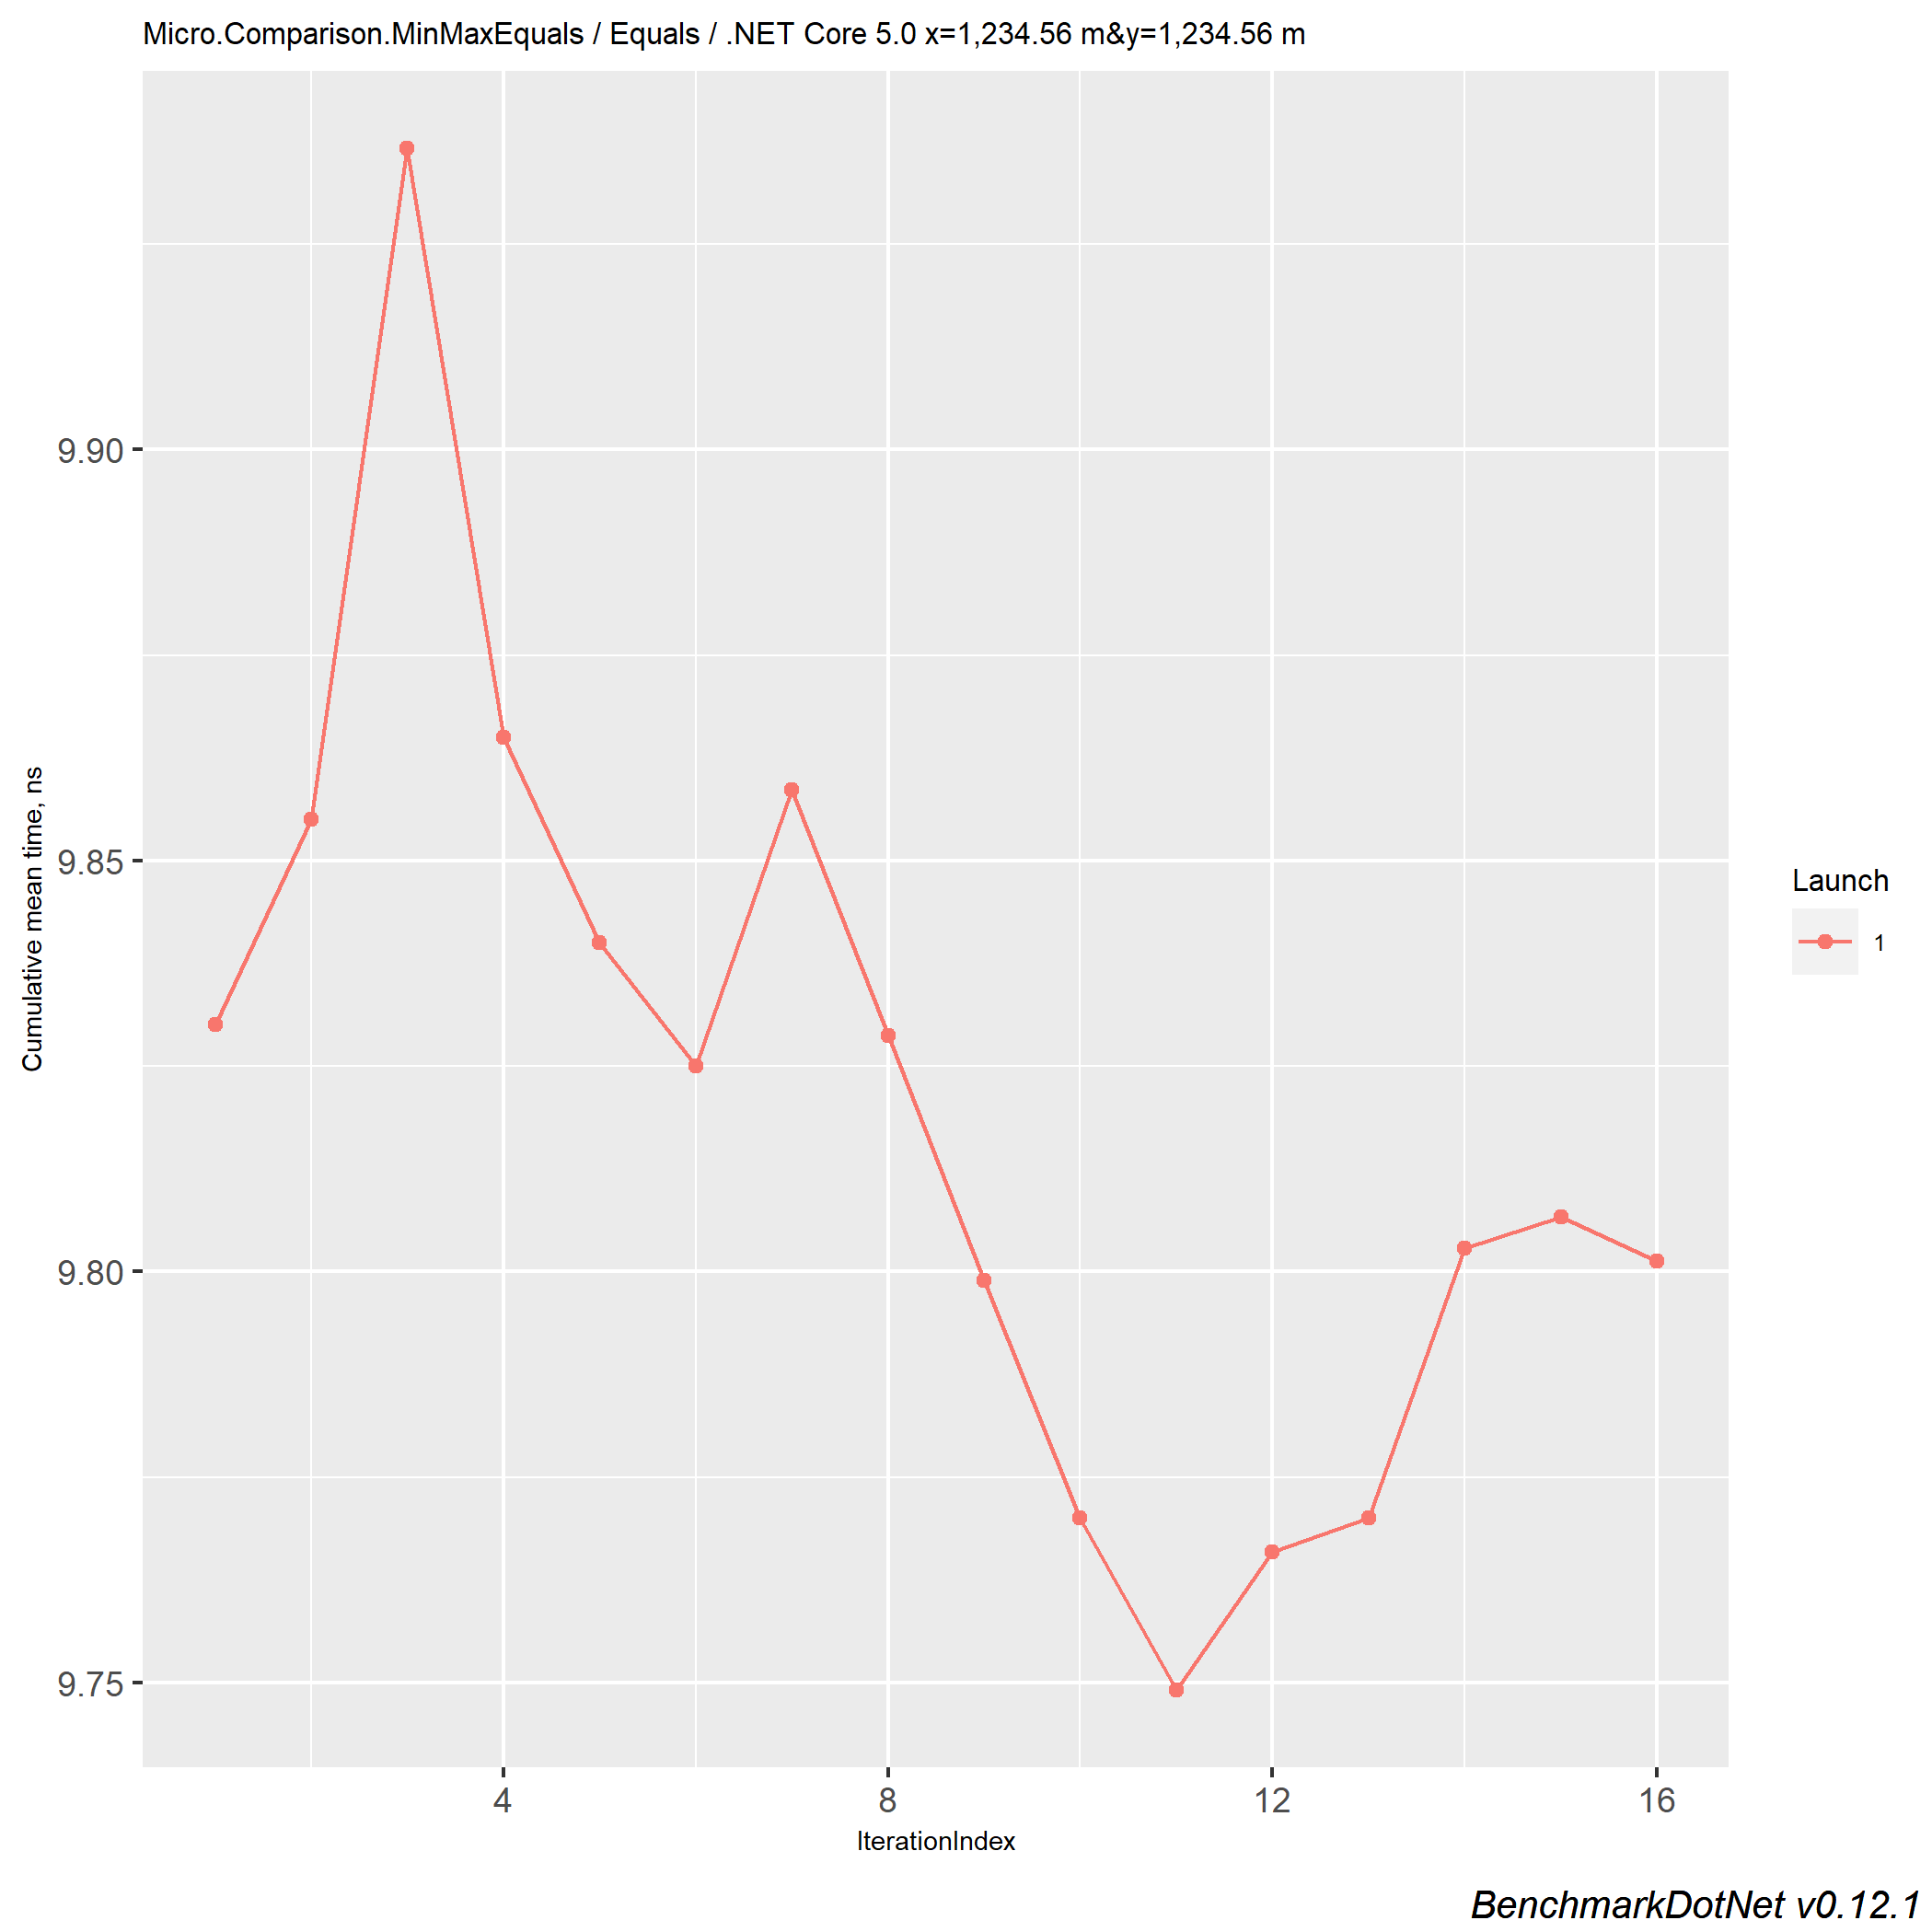 Micro.Comparison.MinMaxEquals / Equals / .NET Core 5.0 x=1,234.56 m&y=1,234.56 m
Cumulative mean time, ns
9.90
9.85
9.80
9.75
4
8
12
16
IterationIndex
Launch
1
BenchmarkDotNet v0.12.1